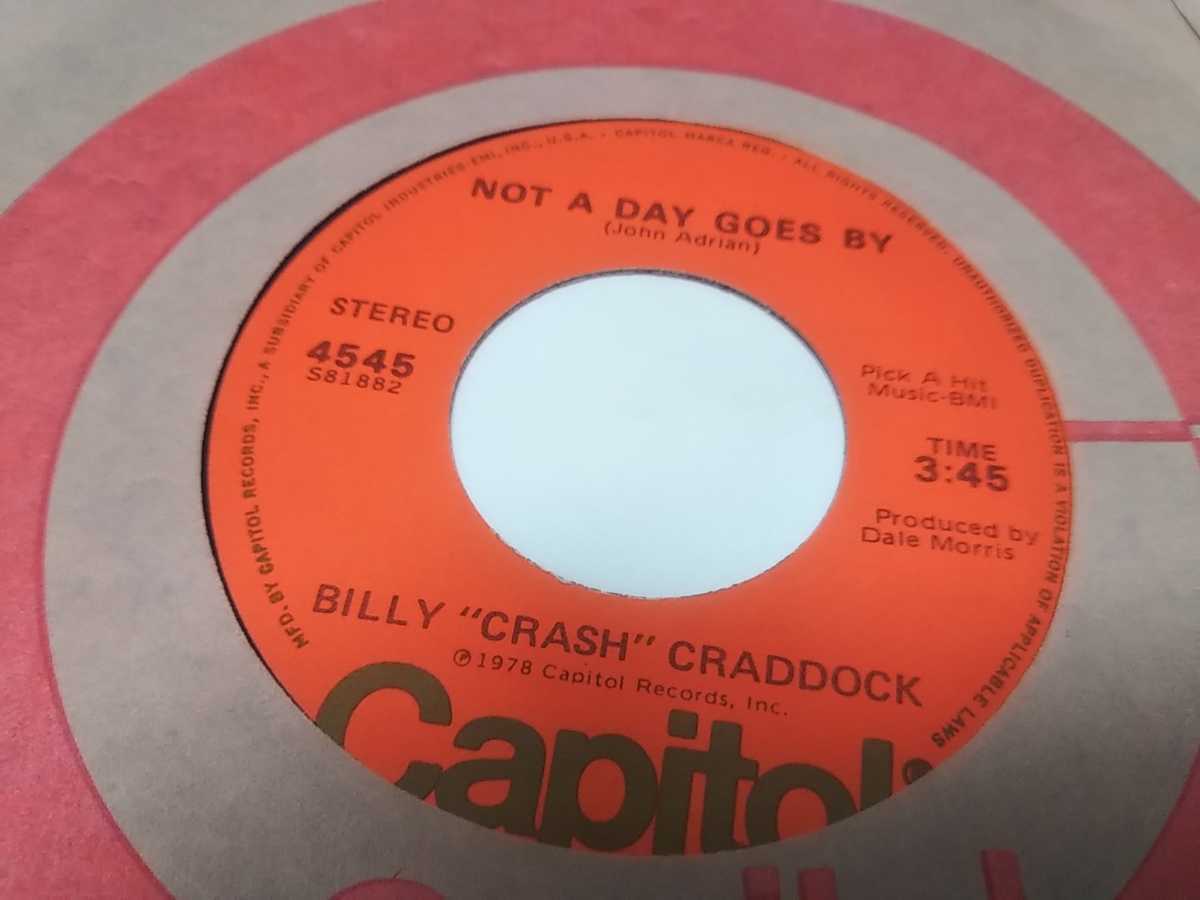 MFD. BY CAPITOL RECORDS, INC., A SUBSIDIARY OF CAPITOL INDUSTRIES-EMI, INC., U.S.A. • CAPITOL MARCA REG. • ALL RIGHTS RESERVED. UNAUTHORIZED DUPLICATION IS A VIOLATION OF APPLICABLE LAWS
NOT A DAY GOES BY
(John Adrian)
STEREO
4545
S81882
Pick A Hit
Music-BMI
TIME
3:45
Produced by
Dale Morris
BILLY "CRASH" CRADDOCK
℗1978 Capitol Records, Inc.
Capitol®